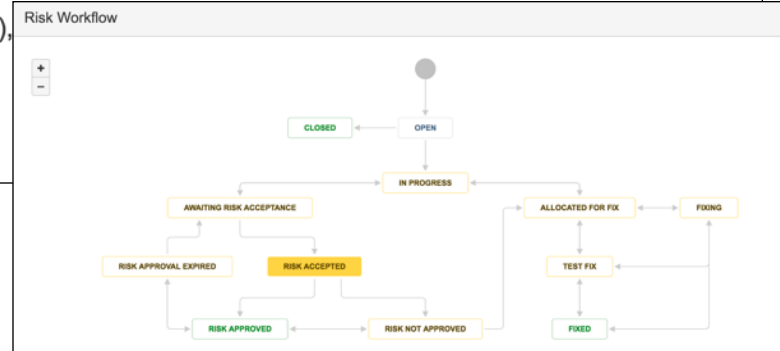 ),
Risk Workflow
+
−
CLOSED
OPEN
IN PROGRESS
AWAITING RISK ACCEPTANCE
ALLOCATED FOR FIX
FIXING
RISK APPROVAL EXPIRED
RISK ACCEPTED
TEST FIX
RISK APPROVED
RISK NOT APPROVED
FIXED